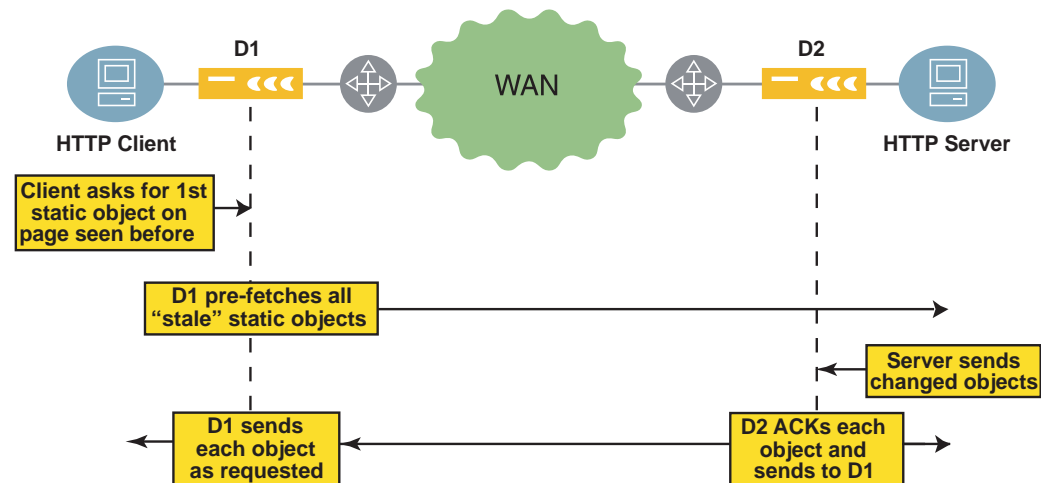 D1
D2
WAN
HTTP Client
HTTP Server
Client asks for 1st
static object on
page seen before
D1 pre-fetches all
“stale” static objects
Server sends
changed objects
D1 sends
each object
as requested
D2 ACKs each
object and
sends to D1